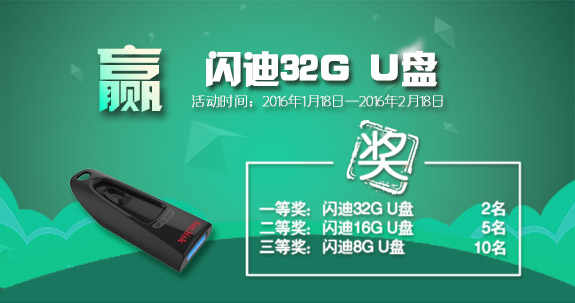 赢 闪迪32G U盘
活动时间：2016年1月18日—2016年2月18日
奖
一等奖：闪迪32G U盘 2名
二等奖：闪迪16G U盘 5名
三等奖：闪迪8G U盘 10名
SanDisk